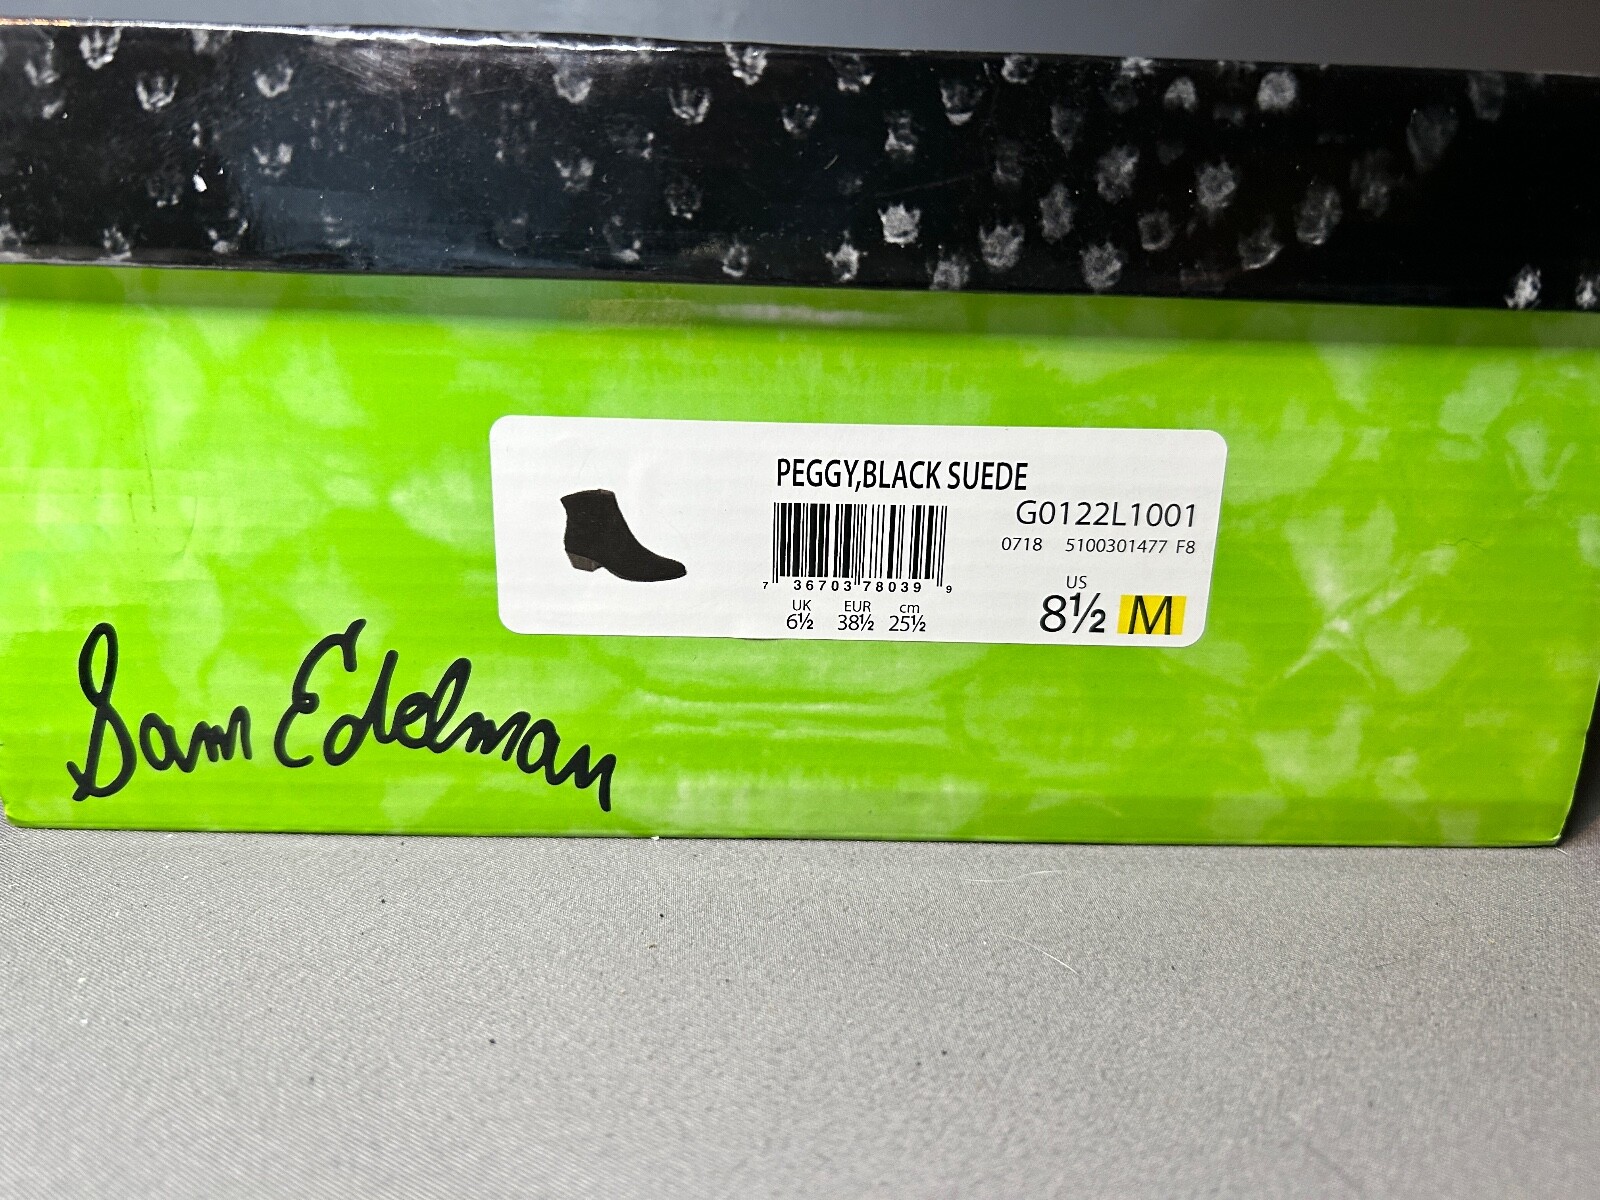 PEGGY,BLACK SUEDE
G0122L1001
0718 5100301477 F8
7 36703 78039 9
UK EUR cm
6½ 38½ 25½
US
8½ M
Sam Edelman